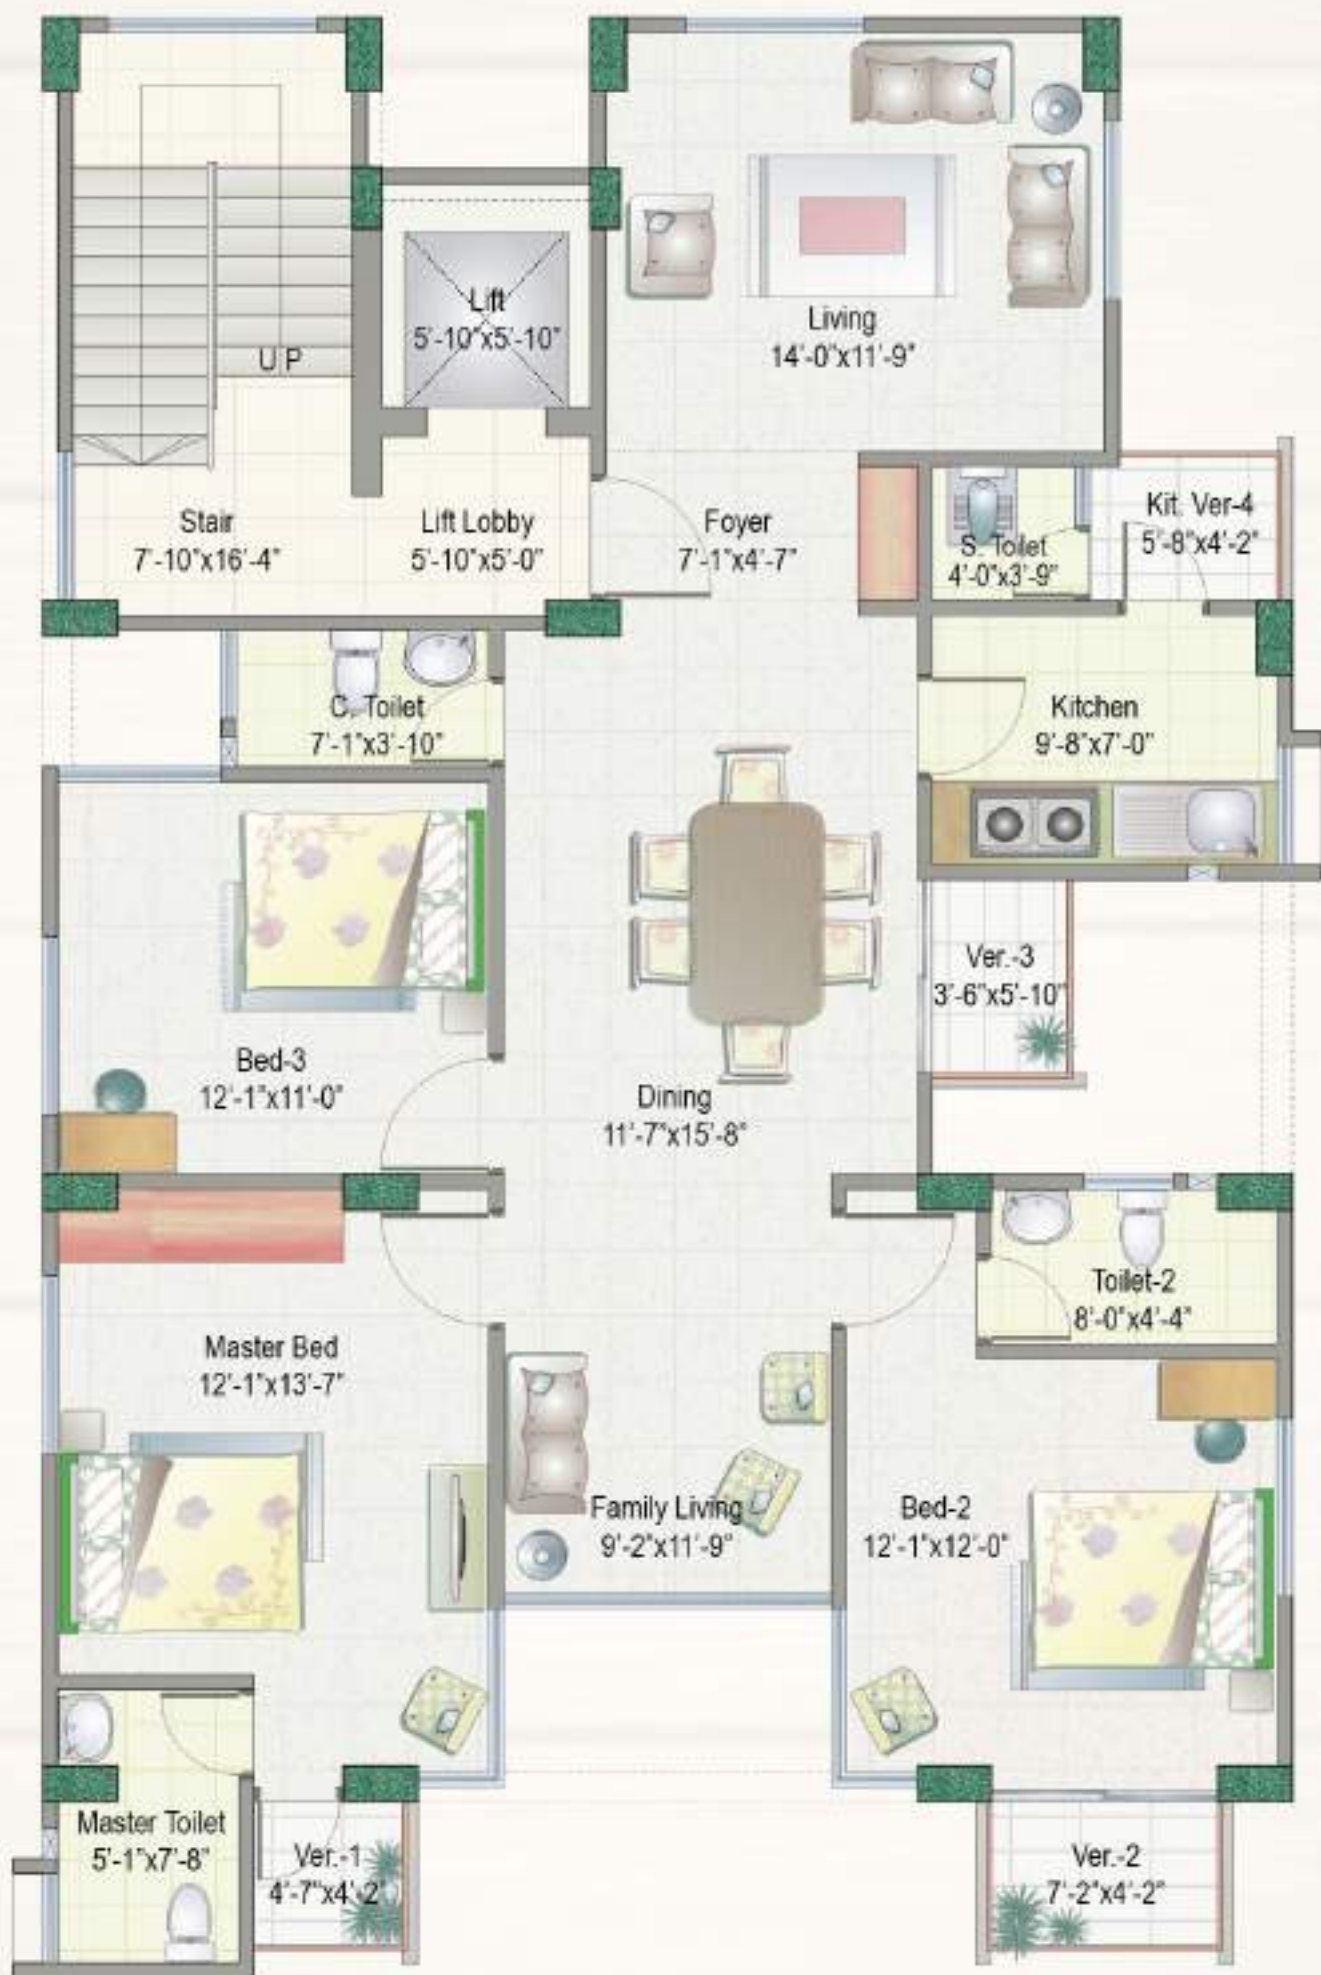 Lift
5'-10"x5'-10"
Living
14'-0"x11'-9"
UP
Stair
7'-10"x16'-4"
Lift Lobby
5'-10"x5'-0"
Foyer
7'-1"x4'-7"
S. Toilet
4'-0"x3'-9"
Kit. Ver-4
5'-8"x4'-2"
C. Toilet
7'-1"x3'-10"
Kitchen
9'-8"x7'-0"
Ver.-3
3'-6"x5'-10"
Bed-3
12'-1"x11'-0"
Dining
11'-7"x15'-8"
Toilet-2
8'-0"x4'-4"
Master Bed
12'-1"x13'-7"
Family Living
9'-2"x11'-9"
Bed-2
12'-1"x12'-0"
Master Toilet
5'-1"x7'-8"
Ver.-1
4'-7"x4'-2"
Ver.-2
7'-2"x4'-2"